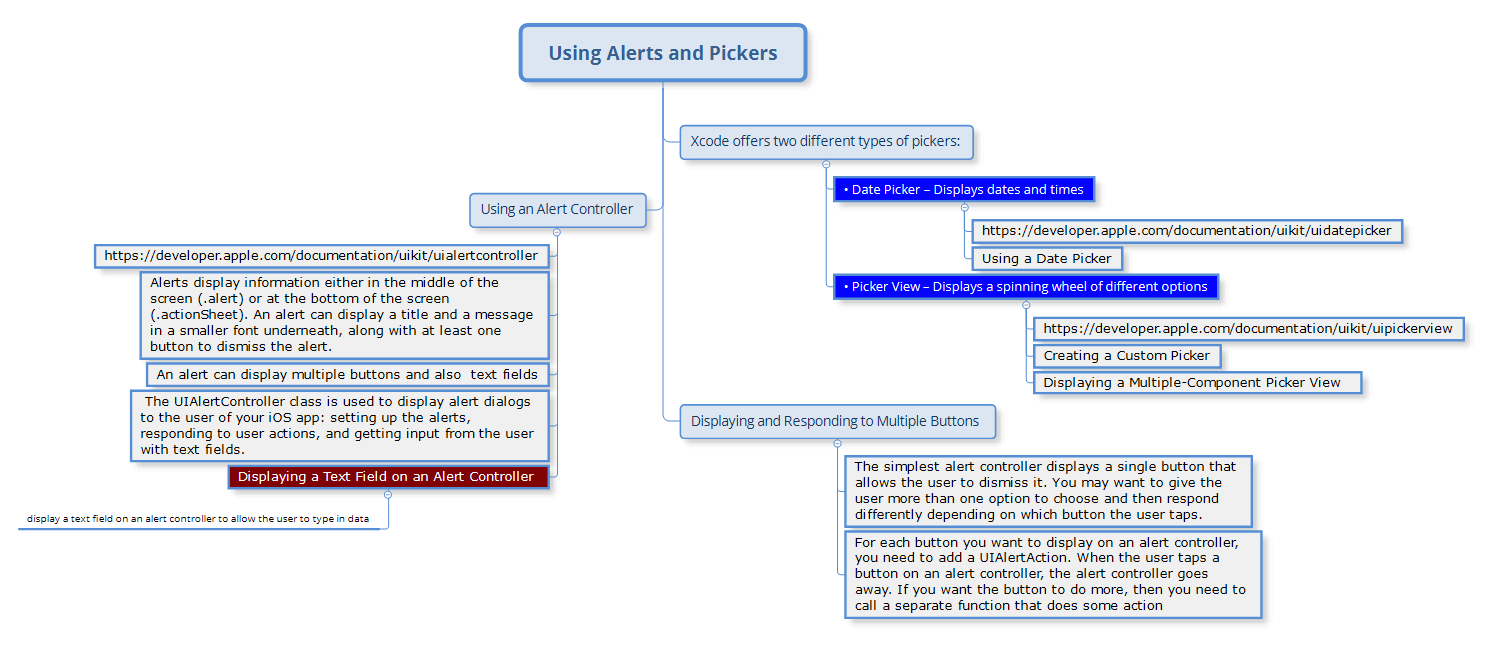 Using Alerts and Pickers
Xcode offers two different types of pickers:
• Date Picker – Displays dates and times
https://developer.apple.com/documentation/uikit/uidatepicker
Using a Date Picker
• Picker View – Displays a spinning wheel of different options
https://developer.apple.com/documentation/uikit/uipickerview
Creating a Custom Picker
Displaying a Multiple-Component Picker View
Using an Alert Controller
https://developer.apple.com/documentation/uikit/uialertcontroller
Alerts display information either in the middle of the
screen (.alert) or at the bottom of the screen
(.actionSheet). An alert can display a title and a message
in a smaller font underneath, along with at least one
button to dismiss the alert.
An alert can display multiple buttons and also  text fields
The UIAlertController class is used to display alert dialogs
to the user of your iOS app: setting up the alerts,
responding to user actions, and getting input from the user
with text fields.
Displaying a Text Field on an Alert Controller
display a text field on an alert controller to allow the user to type in data
Displaying and Responding to Multiple Buttons
The simplest alert controller displays a single button that
allows the user to dismiss it. You may want to give the
user more than one option to choose and then respond
differently depending on which button the user taps.
For each button you want to display on an alert controller,
you need to add a UIAlertAction. When the user taps a
button on an alert controller, the alert controller goes
away. If you want the button to do more, then you need to
call a separate function that does some action